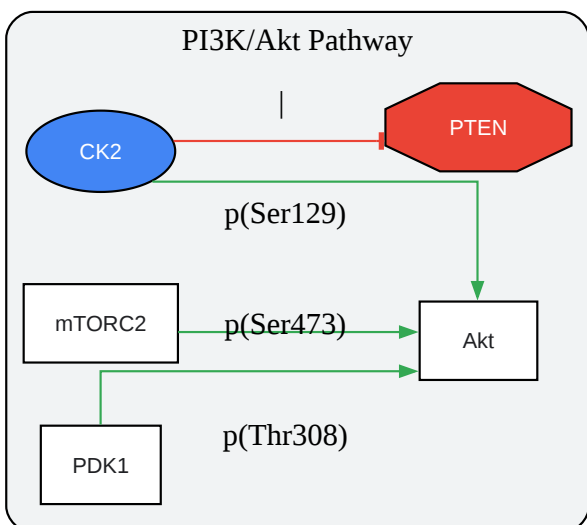 PI3K/Akt Pathway
|
CK2
PTEN
p(Ser129)
mTORC2
p(Ser473)
Akt
p(Thr308)
PDK1